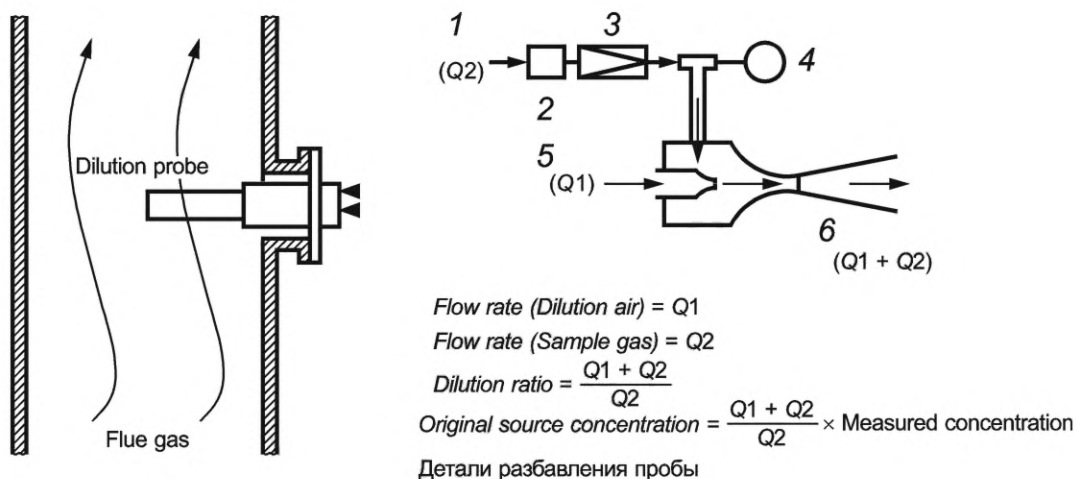 Dilution probe
Flue gas
1
(Q2)
2
3
4
5
(Q1)
6
(Q1 + Q2)
Flow rate (Dilution air) = Q1
Flow rate (Sample gas) = Q2
Dilution ratio = Q1 + Q2 / Q2
Original source concentration = Q1 + Q2 / Q2 × Measured concentration
Детали разбавления пробы